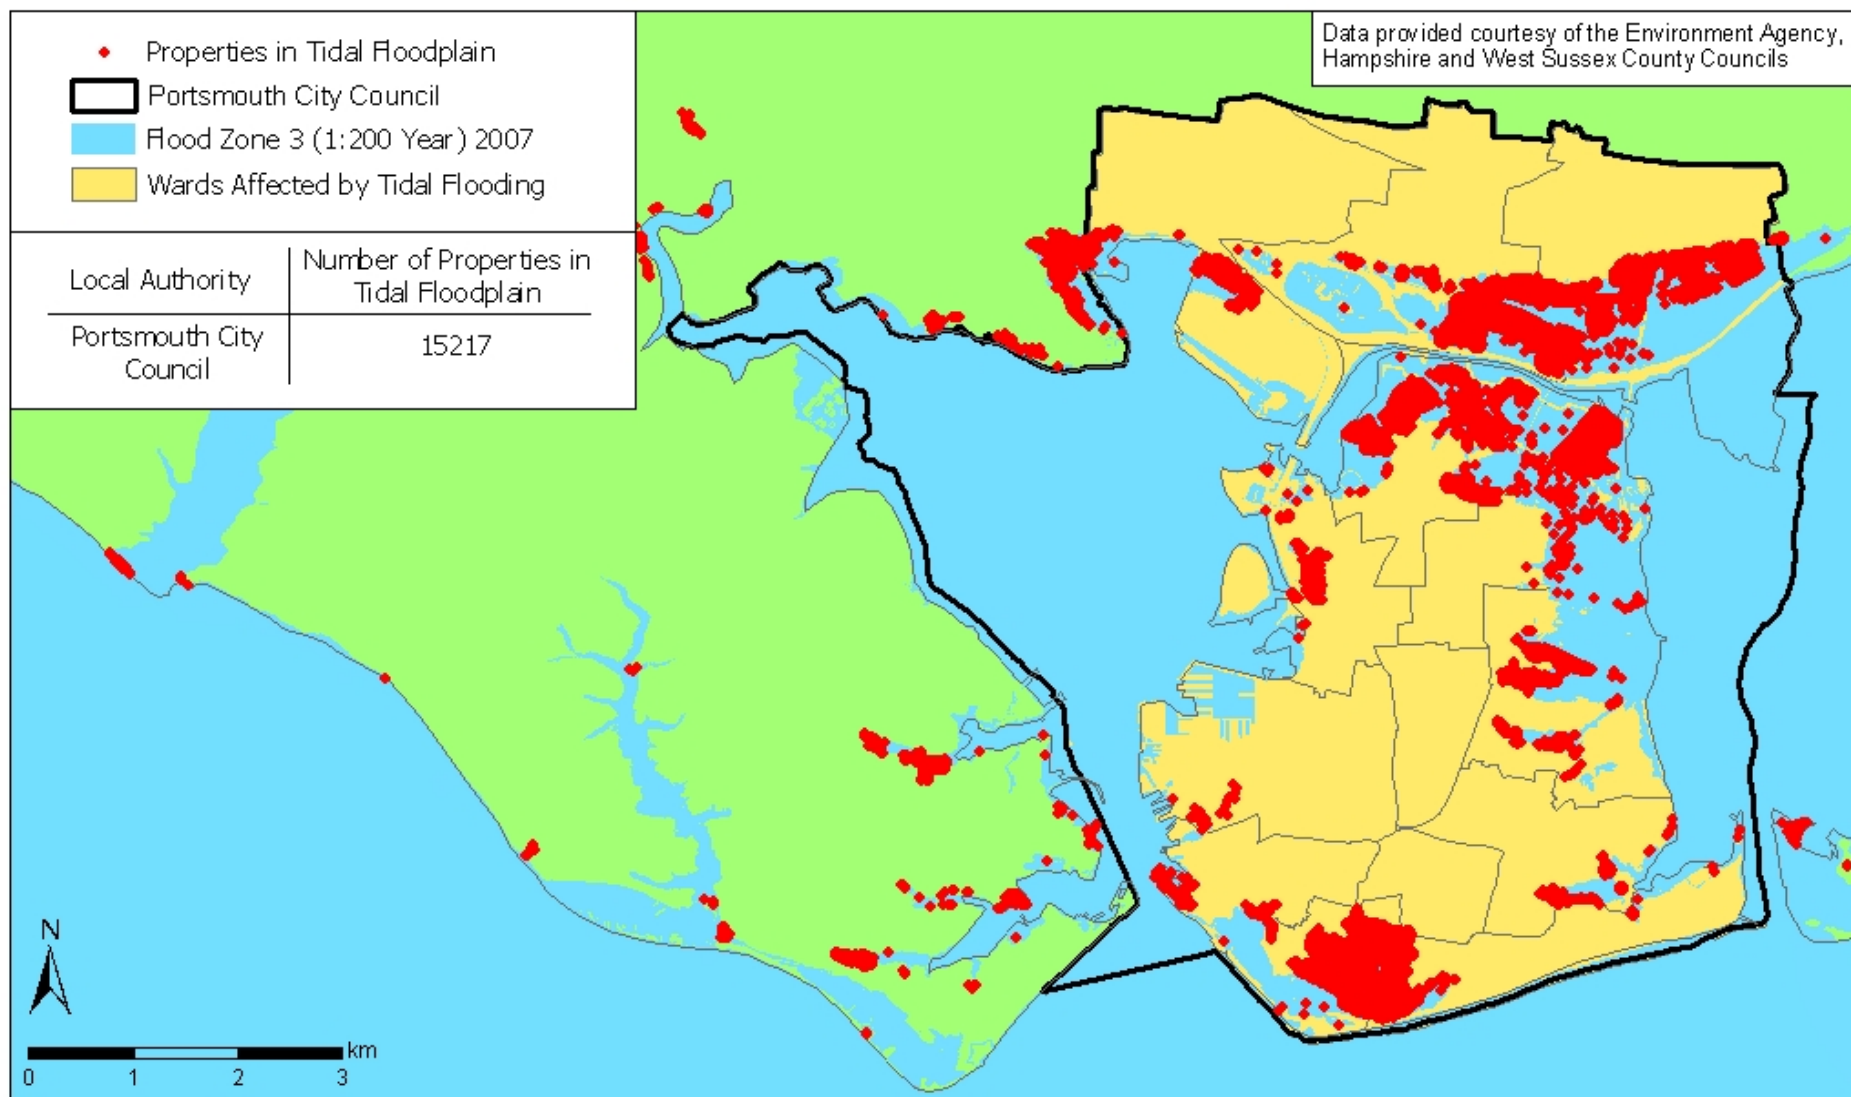 Properties in Tidal Floodplain
Portsmouth City Council
Flood Zone 3 (1:200 Year) 2007
Wards Affected by Tidal Flooding
Local Authority
Number of Properties in
Tidal Floodplain
Portsmouth City
Council
15217
Data provided courtesy of the Environment Agency,
Hampshire and West Sussex County Councils
N
km
0 1 2 3